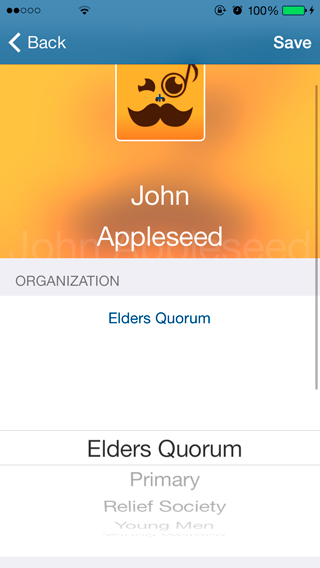 100%
Back
Save
John
Appleseed
John Appleseed
ORGANIZATION
Elders Quorum
Elders Quorum
Primary
Relief Society
Young Men